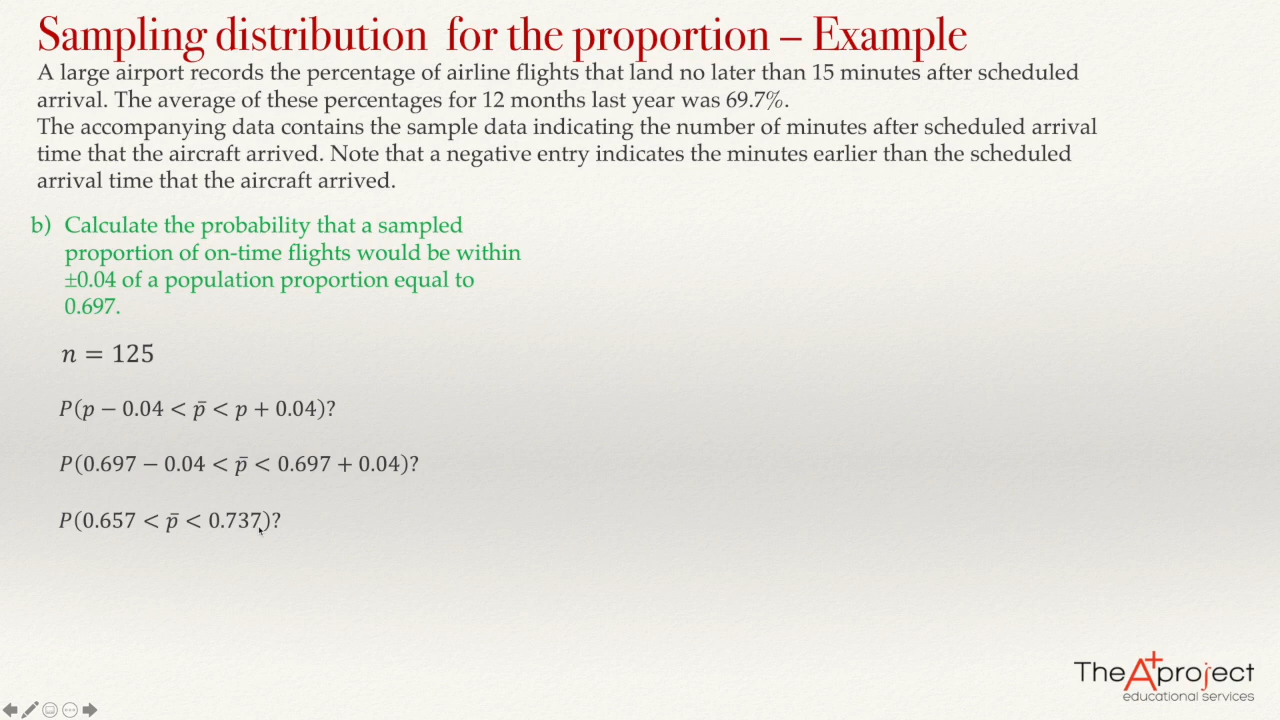 Sampling distribution for the proportion – Example
A large airport records the percentage of airline flights that land no later than 15 minutes after scheduled
arrival. The average of these percentages for 12 months last year was 69.7%.
The accompanying data contains the sample data indicating the number of minutes after scheduled arrival
time that the aircraft arrived. Note that a negative entry indicates the minutes earlier than the scheduled
arrival time that the aircraft arrived.
b) Calculate the probability that a sampled
proportion of on-time flights would be within
±0.04 of a population proportion equal to
0.697.
n = 125
P(p − 0.04 < p̄ < p + 0.04)?
P(0.697 − 0.04 < p̄ < 0.697 + 0.04)?
P(0.657 < p̄ < 0.737)?
The A+ project
educational services